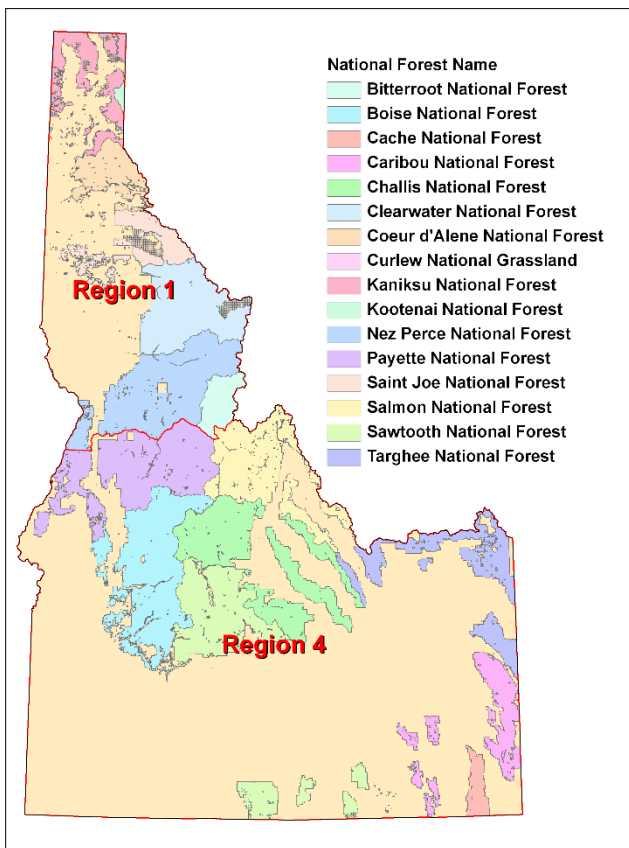 National Forest Name
Bitterroot National Forest
Boise National Forest
Cache National Forest
Caribou National Forest
Challis National Forest
Clearwater National Forest
Coeur d'Alene National Forest
Curlew National Grassland
Kaniksu National Forest
Kootenai National Forest
Nez Perce National Forest
Payette National Forest
Saint Joe National Forest
Salmon National Forest
Sawtooth National Forest
Targhee National Forest
Region 1
Region 4